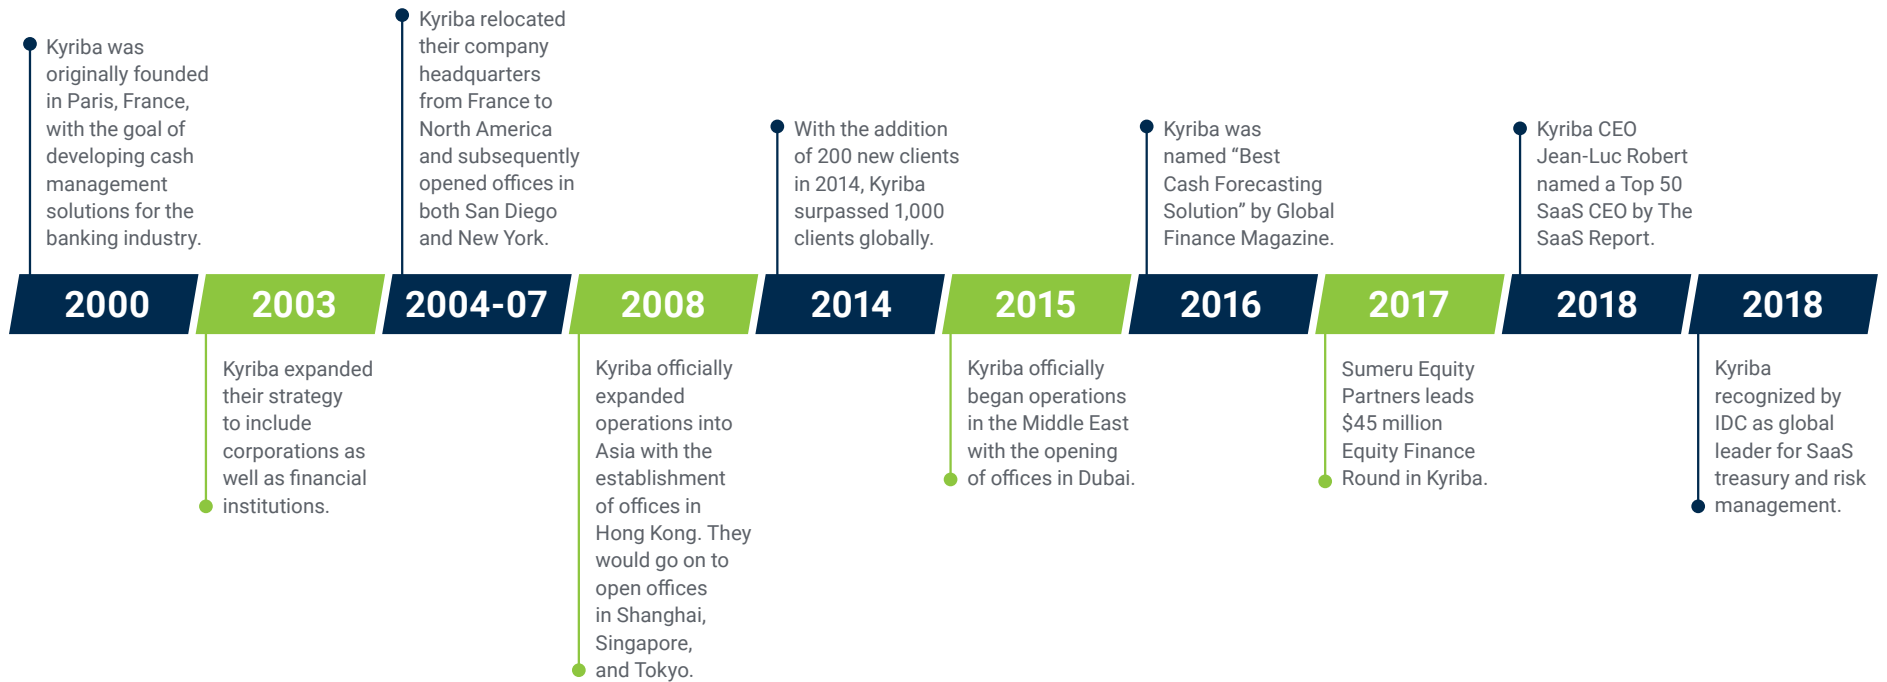 Kyriba was
originally founded
in Paris, France,
with the goal of
developing cash
management
solutions for the
banking industry.
Kyriba relocated
their company
headquarters
from France to
North America
and subsequently
opened offices in
both San Diego
and New York.
With the addition
of 200 new clients
in 2014, Kyriba
surpassed 1,000
clients globally.
Kyriba was
named “Best
Cash Forecasting
Solution” by Global
Finance Magazine.
Kyriba CEO
Jean-Luc Robert
named a Top 50
SaaS CEO by The
SaaS Report.
2000
2003
2004-07
2008
2014
2015
2016
2017
2018
2018
Kyriba expanded
their strategy
to include
corporations as
well as financial
institutions.
Kyriba officially
expanded
operations into
Asia with the
establishment
of offices in
Hong Kong. They
would go on to
open offices
in Shanghai,
Singapore,
and Tokyo.
Kyriba officially
began operations
in the Middle East
with the opening
of offices in Dubai.
Sumeru Equity
Partners leads
$45 million
Equity Finance
Round in Kyriba.
Kyriba
recognized by
IDC as global
leader for SaaS
treasury and risk
management.